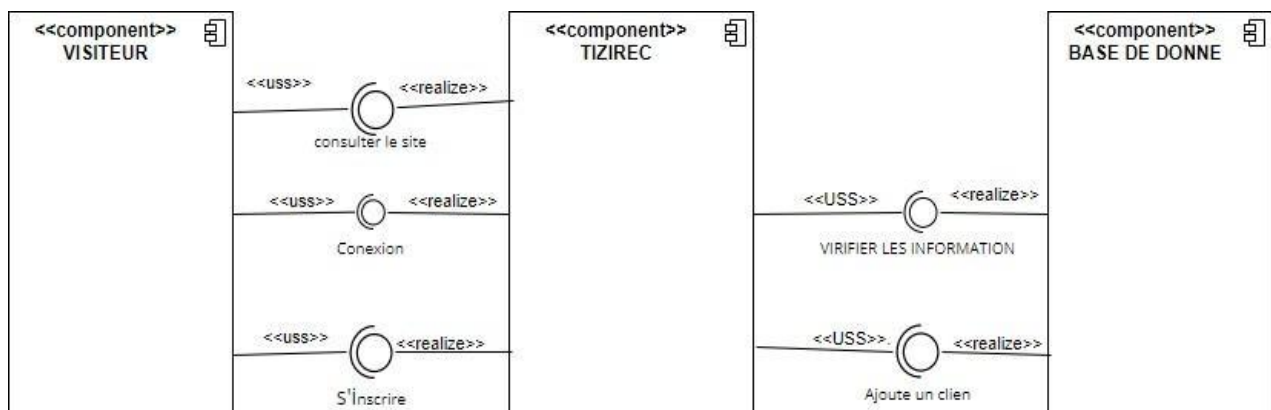 <<component>>
VISITEUR
<<component>>
TIZIREC
<<component>>
BASE DE DONNE
<<uss>>
<<realize>>
consulter le site
<<uss>>
<<realize>>
Conexion
<<USS>>
<<realize>>
VIRIFIER LES INFORMATION
<<uss>>
<<realize>>
S'İnscrire
<<USS>>.
<<realize>>
Ajoute un clien